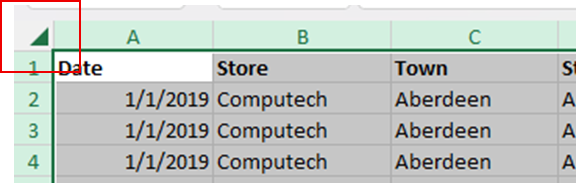 A B C
1 Date Store Town
2 1/1/2019 Computech Aberdeen A
3 1/1/2019 Computech Aberdeen A
4 1/1/2019 Computech Aberdeen A